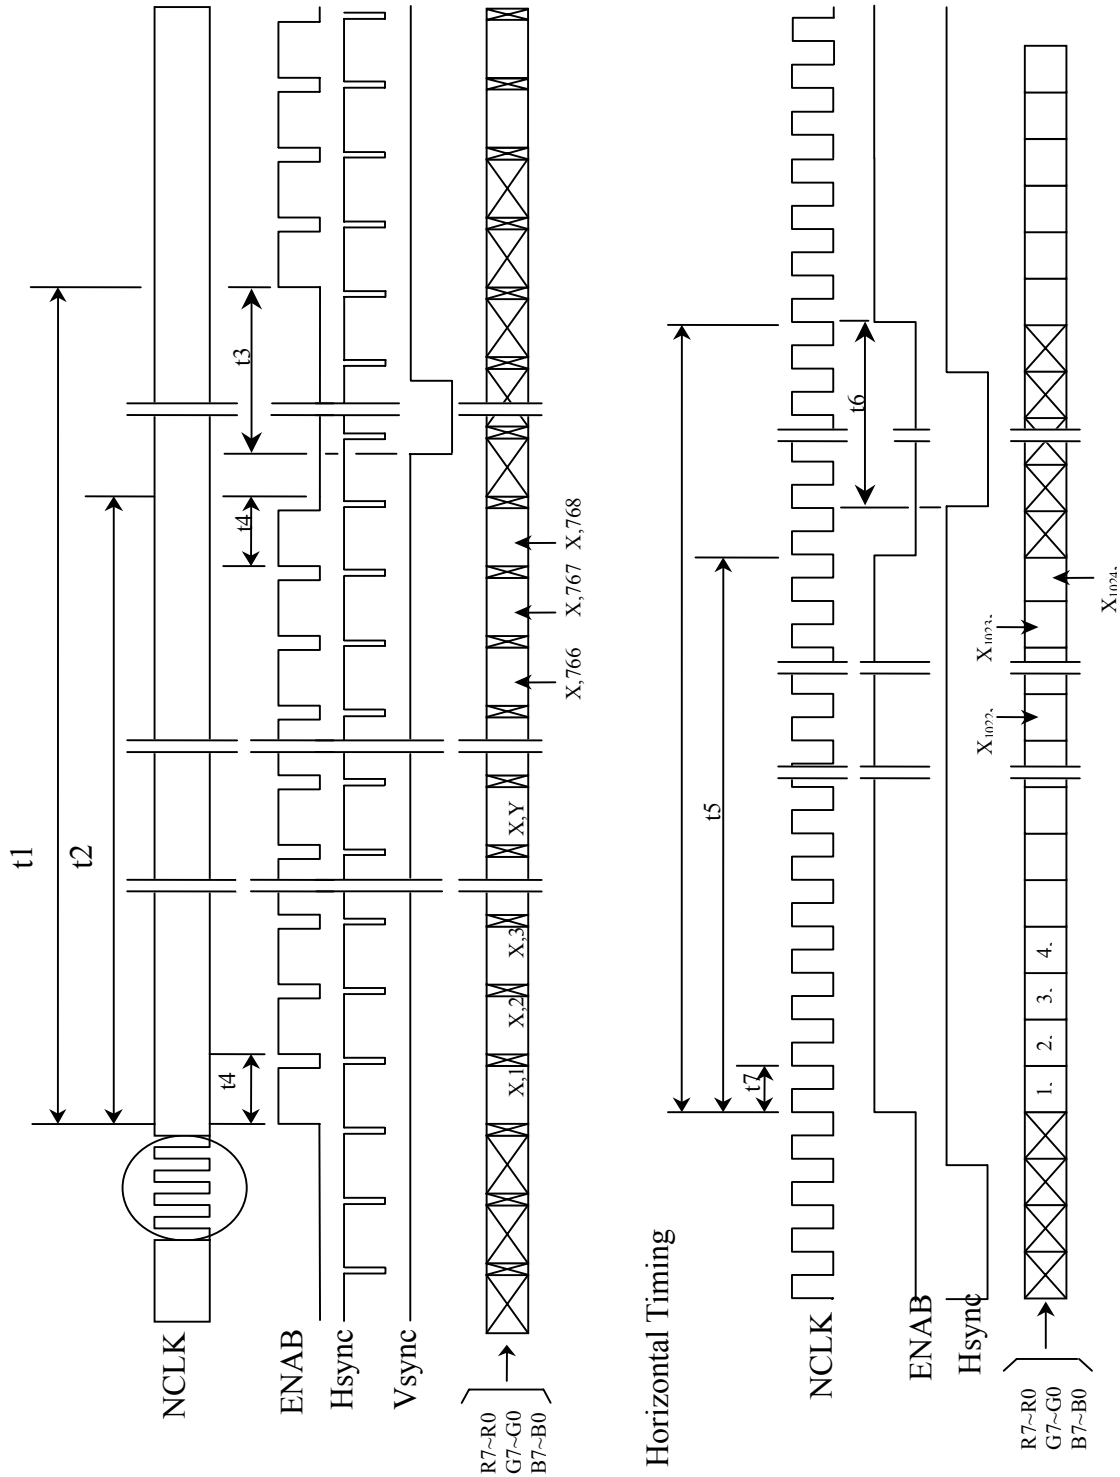 t1
t2
NCLK
t4
t4
t3
ENAB
Hsync
Vsync
R7~R0
G7~G0
B7~B0
X,1
X,2
X,3
X,Y
X,766
X,767
X,768
Horizontal Timing
t5
t7
t6
NCLK
ENAB
Hsync
R7~R0
G7~G0
B7~B0
1.
2.
3.
4.
X1022,
X1023,
X1024,